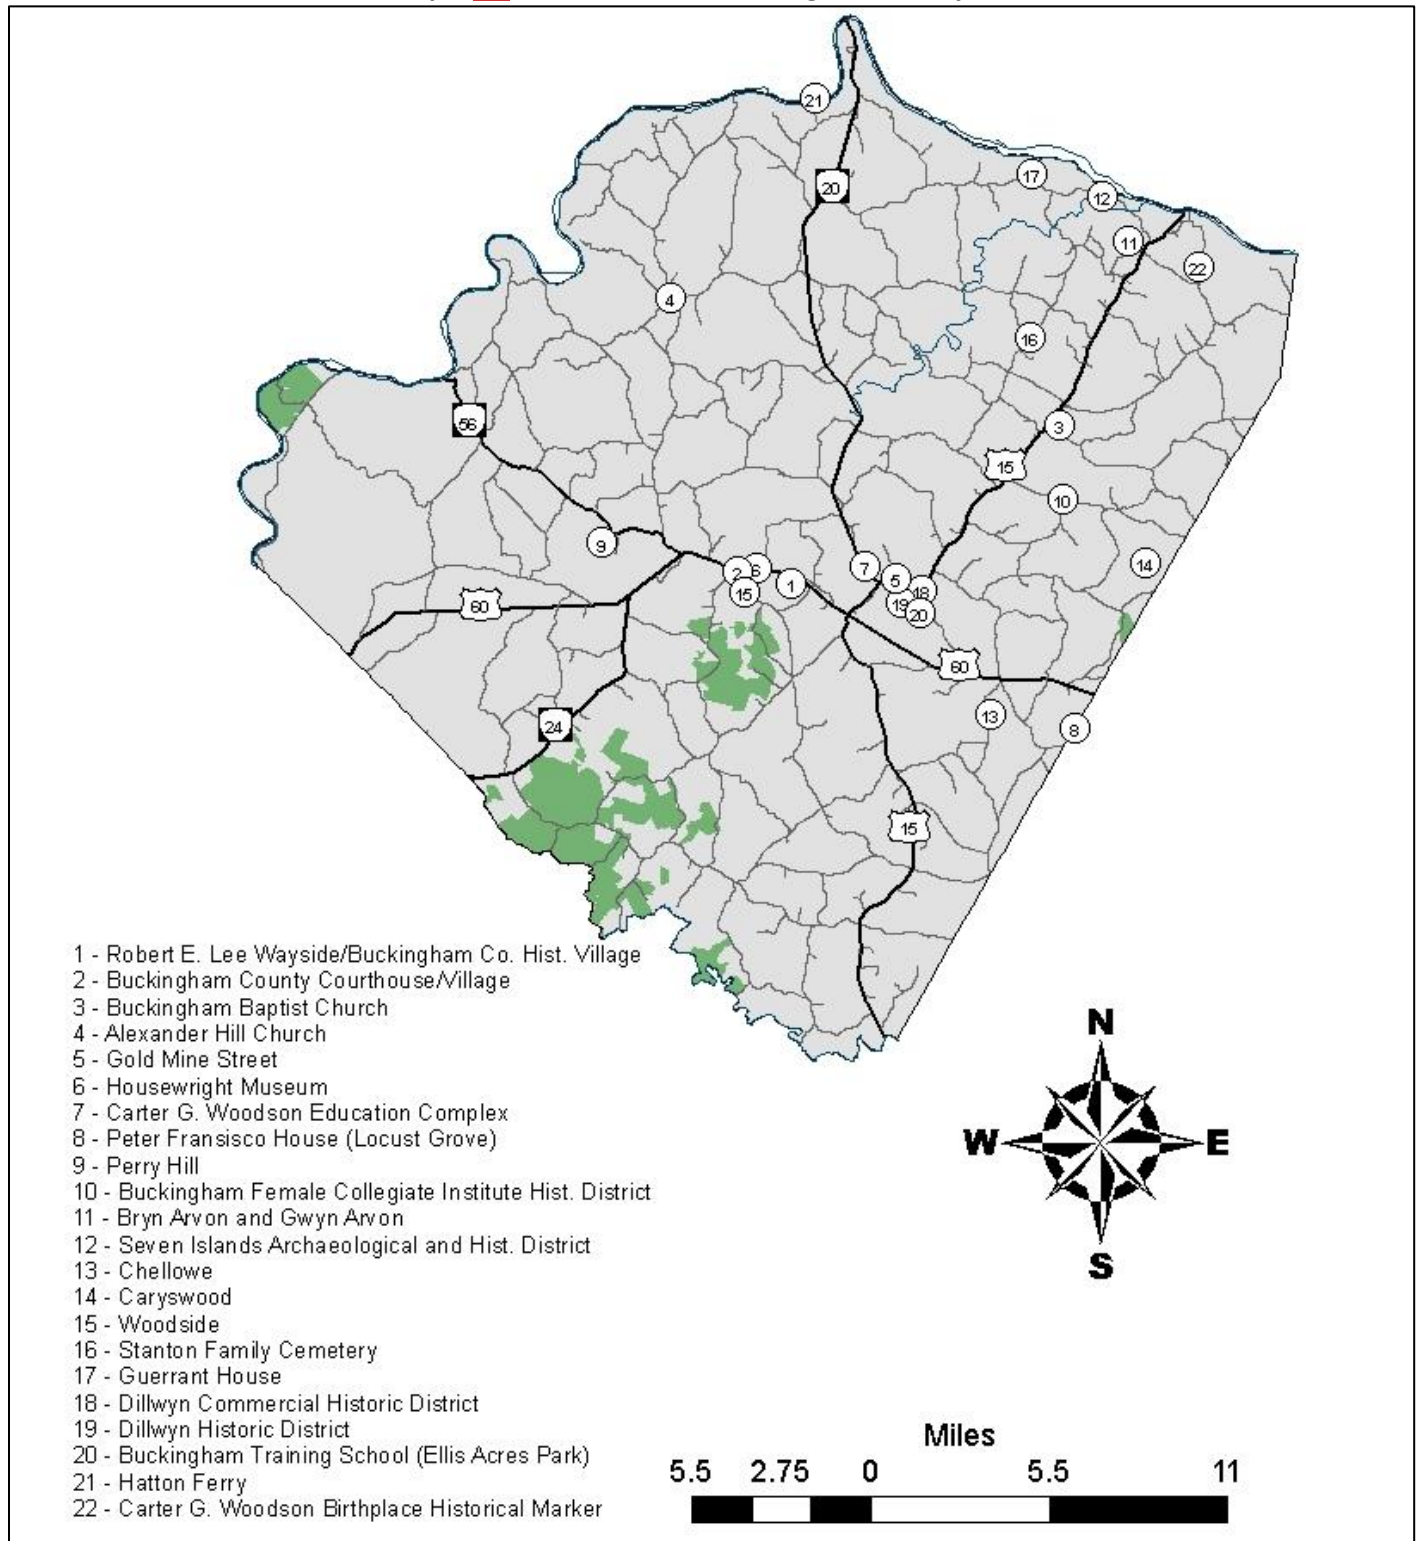 21
20
17
12
11
22
4
16
56
3
15
10
9
7
14
2
6
5
1
18
15
19
20
60
60
13
8
24
15
1 - Robert E. Lee Wayside/Buckingham Co. Hist. Village
2 - Buckingham County Courthouse/Village
3 - Buckingham Baptist Church
4 - Alexander Hill Church
5 - Gold Mine Street
6 - Housewright Museum
7 - Carter G. Woodson Education Complex
8 - Peter Fransisco House (Locust Grove)
9 - Perry Hill
10 - Buckingham Female Collegiate Institute Hist. District
11 - Bryn Arvon and Gwyn Arvon
12 - Seven Islands Archaeological and Hist. District
13 - Chellowe
14 - Caryswood
15 - Woodside
16 - Stanton Family Cemetery
17 - Guerrant House
18 - Dillwyn Commercial Historic District
19 - Dillwyn Historic District
20 - Buckingham Training School (Ellis Acres Park)
21 - Hatton Ferry
22 - Carter G. Woodson Birthplace Historical Marker
N
W
E
S
Miles
5.5 2.75 0 5.5 11